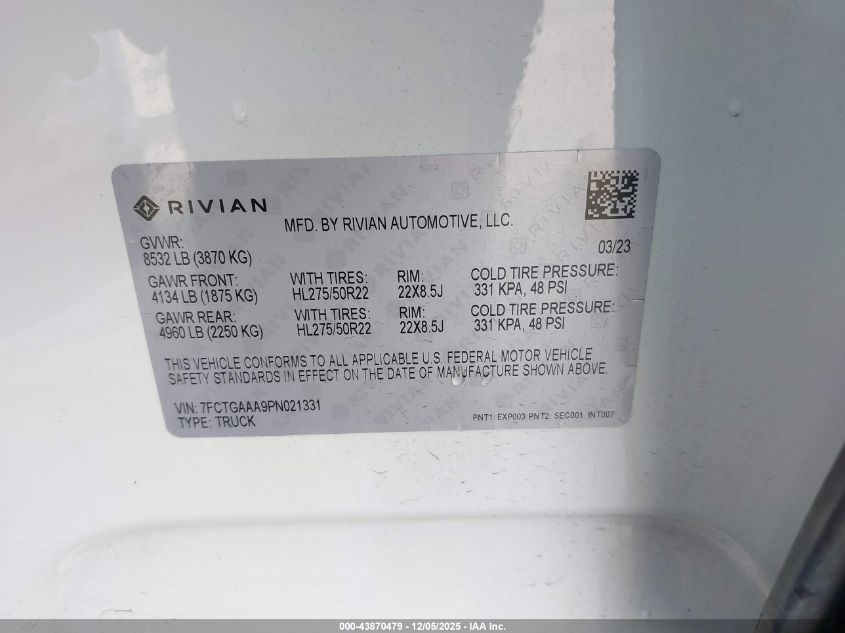 RIVIAN
MFD. BY RIVIAN AUTOMOTIVE, LLC.
GVWR:
8532 LB (3870 KG)
03/23
GAWR FRONT: WITH TIRES: RIM: COLD TIRE PRESSURE:
4134 LB (1875 KG) HL275/50R22 22X8.5J 331 KPA, 48 PSI
GAWR REAR: WITH TIRES: RIM: COLD TIRE PRESSURE:
4960 LB (2250 KG) HL275/50R22 22X8.5J 331 KPA, 48 PSI
THIS VEHICLE CONFORMS TO ALL APPLICABLE U.S. FEDERAL MOTOR VEHICLE
SAFETY STANDARDS IN EFFECT ON THE DATE OF MANUFACTURE SHOWN ABOVE.
VIN: 7FCTGAAA9PN021331
TYPE: TRUCK
PNT1: EXP003 PNT2: SEC001 INT007
000-43870479 - 12/05/2025 - IAA Inc.